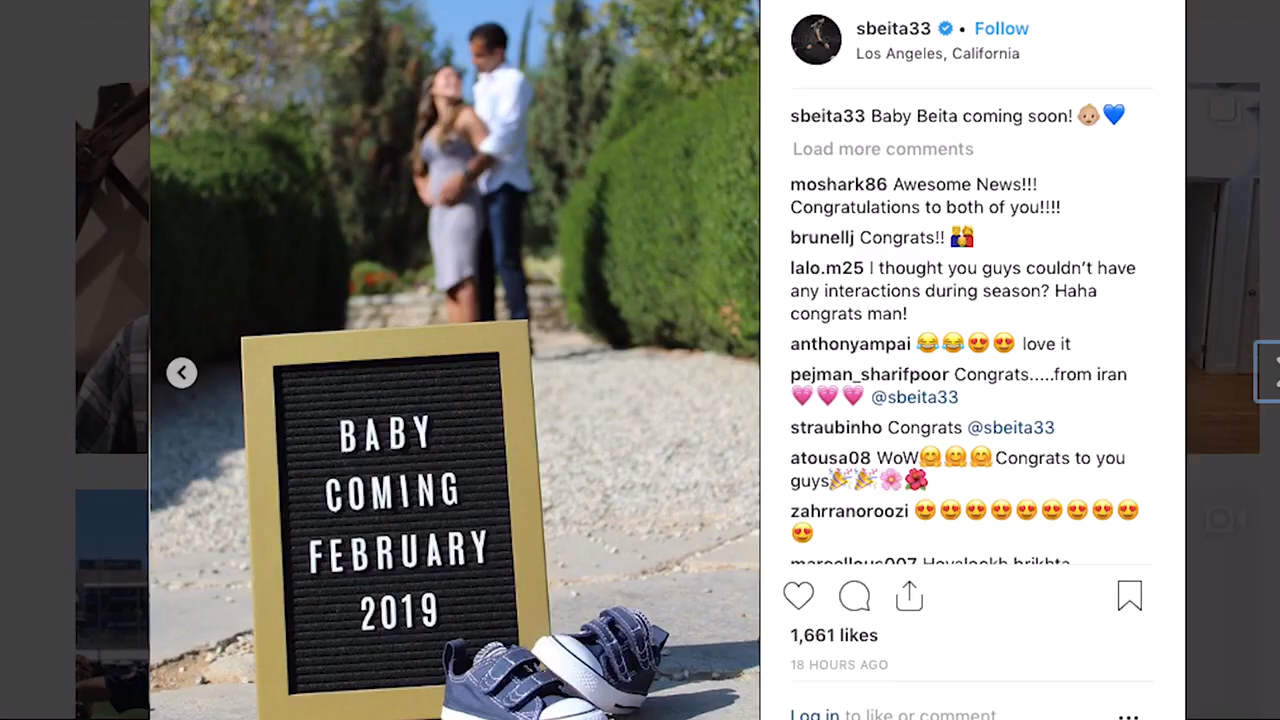 BABY
COMING
FEBRUARY
2019
sbeita33 • Follow
Los Angeles, California
sbeita33 Baby Beita coming soon! 👶🏼💙
Load more comments
moshark86 Awesome News!!!
Congratulations to both of you!!!!
brunellj Congrats!! 👫
lalo.m25 I thought you guys couldn’t have
any interactions during season? Haha
congrats man!
anthonyampai 😂😂😍😍 love it
pejman_sharifpoor Congrats.....from iran
💗💗💗 @sbeita33
straubinho Congrats @sbeita33
atousa08 WoW🤗🤗🤗Congrats to you
guys🎉🎉🌸🌺
zahrranoroozi 😍😍😍😍😍😍😍😍😍
😍
1,661 likes
18 HOURS AGO
Log in to like or comment